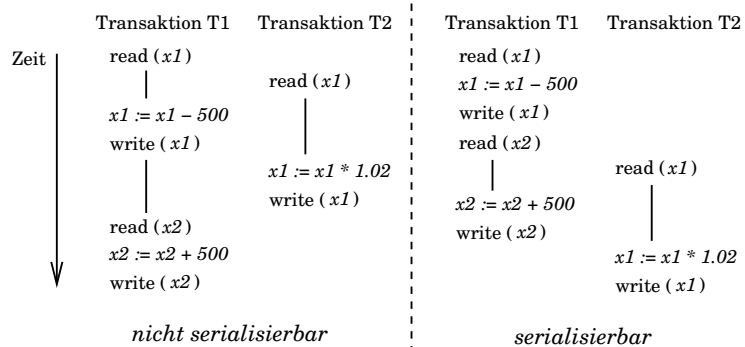 Transaktion T1
Transaktion T2
Zeit
read (x1)
read (x1)
x1 := x1 – 500
write (x1)
x1 := x1 * 1.02
write (x1)
read (x2)
x2 := x2 + 500
write (x2)
nicht serialisierbar
Transaktion T1
Transaktion T2
read (x1)
x1 := x1 – 500
write (x1)
read (x2)
read (x1)
x2 := x2 + 500
write (x2)
x1 := x1 * 1.02
write (x1)
serialisierbar